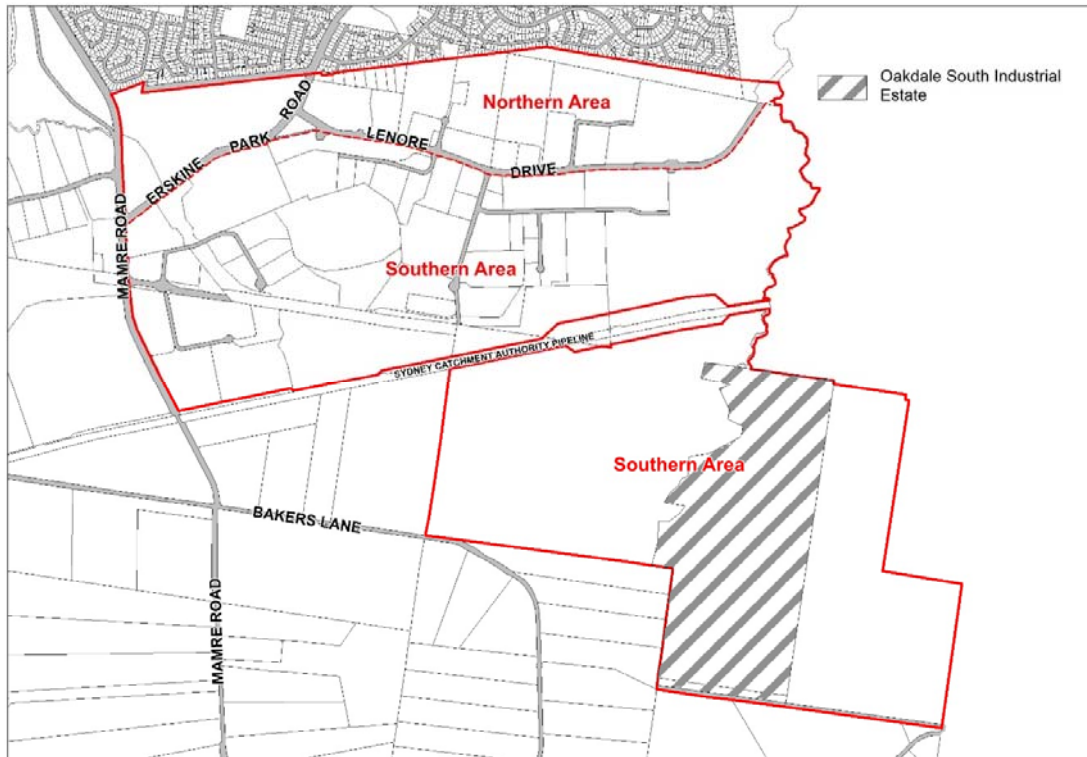 Oakdale South Industrial
Estate
Northern Area
ERSKINE PARK ROAD
LENORE DRIVE
MAMRE ROAD
Southern Area
SYDNEY CATCHMENT AUTHORITY PIPELINE
Southern Area
BAKERS LANE
MAMRE ROAD